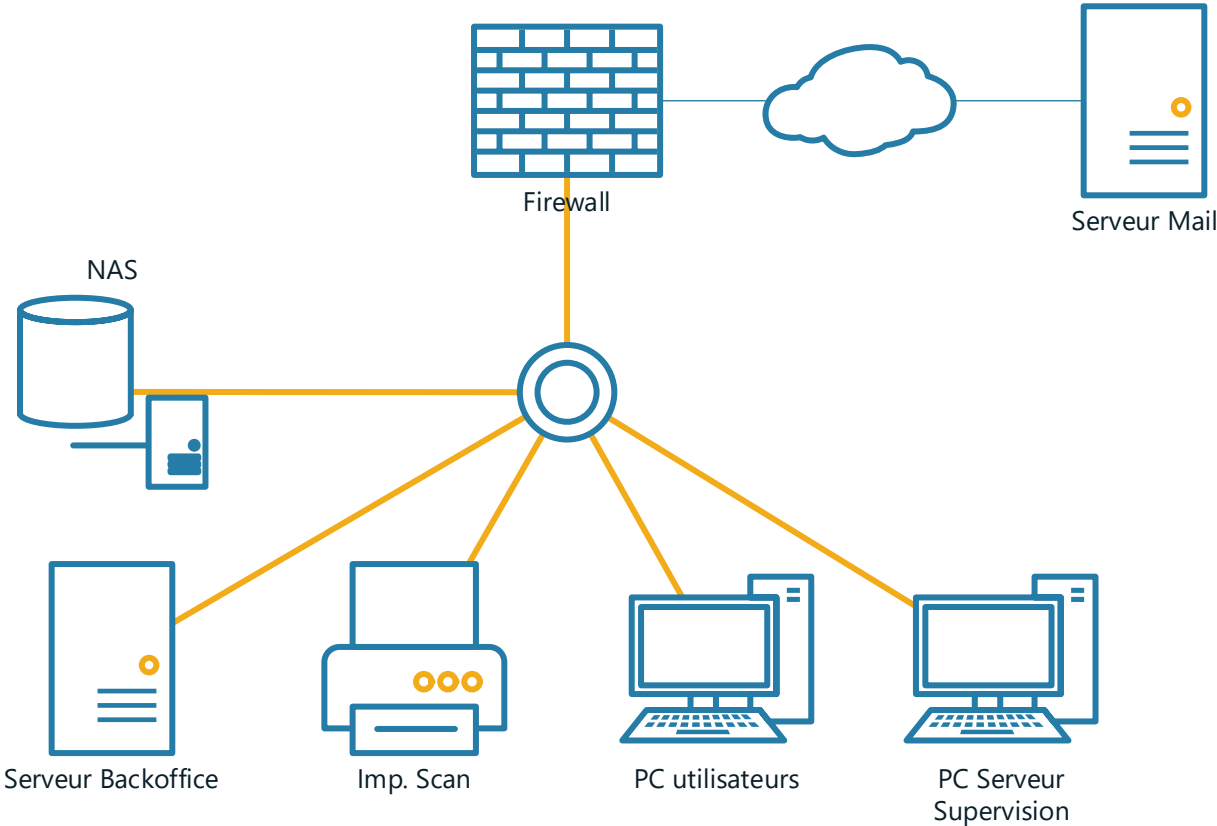 Firewall
Serveur Mail
NAS
Serveur Backoffice
Imp. Scan
PC utilisateurs
PC Serveur
Supervision